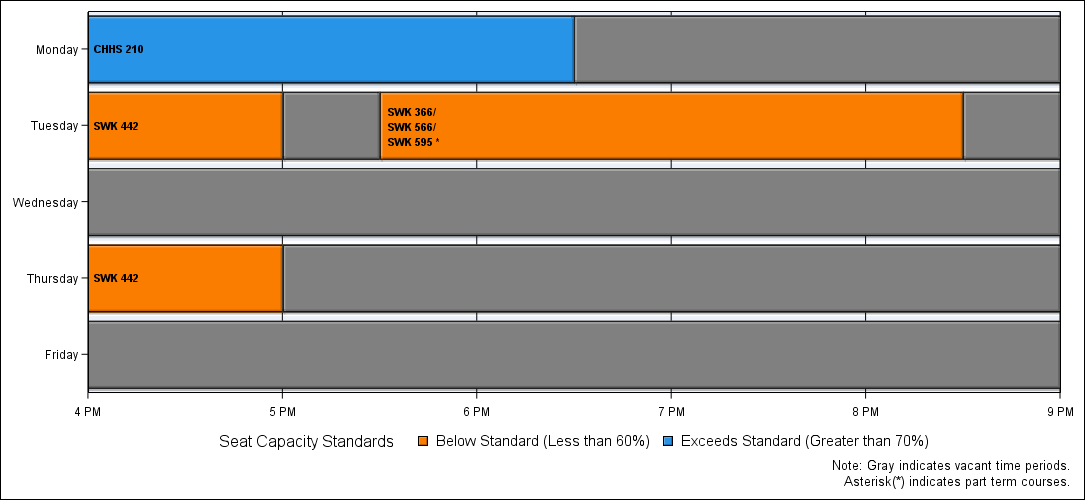 Monday
CHHS 210
Tuesday
SWK 442
SWK 366/
SWK 566/
SWK 595 *
Wednesday
Thursday
SWK 442
Friday
4 PM 5 PM 6 PM 7 PM 8 PM 9 PM
Seat Capacity Standards Below Standard (Less than 60%) Exceeds Standard (Greater than 70%)
Note: Gray indicates vacant time periods.
Asterisk(*) indicates part term courses.